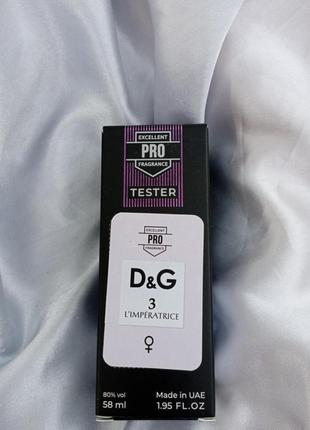 EXCELLENT
PRO
FRAGRANCE
TESTER
EXCELLENT
PRO
FRAGRANCE
D&G
3
L'IMPÉRATRICE
80% vol Made in UAE
58 ml 1.95 FL.OZ